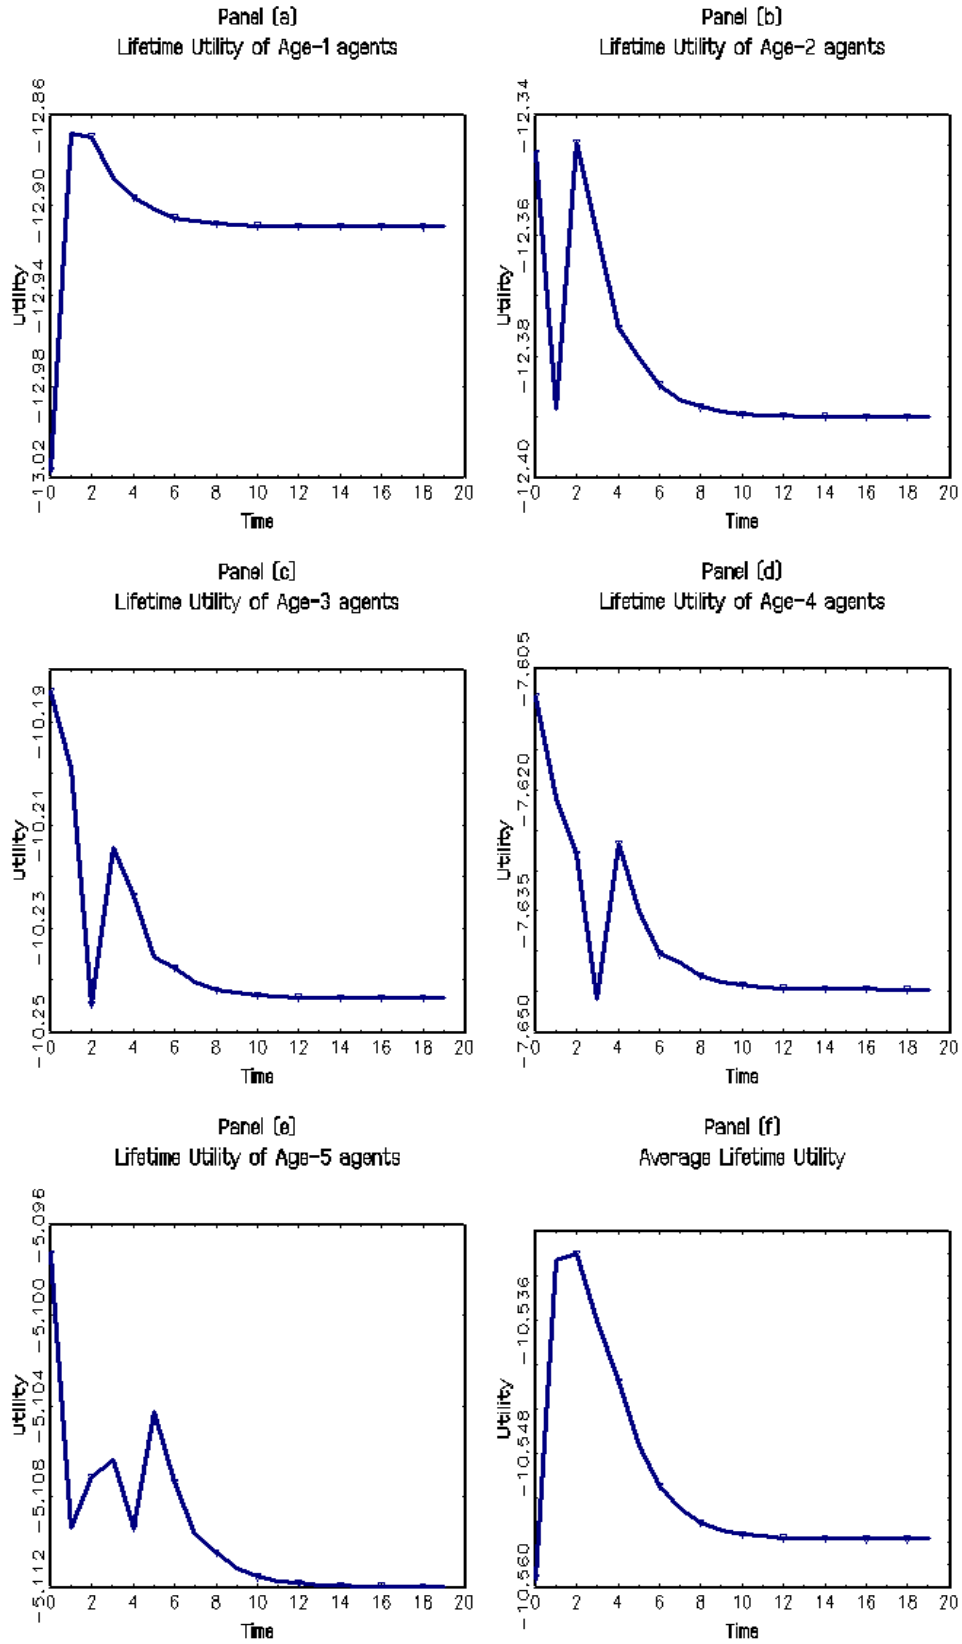 Panel (a)
Lifetime Utility of Age-1 agents
Utility
-13.02 -12.98 -12.94 -12.90 -12.86
0 2 4 6 8 10 12 14 16 18 20
Time
Panel (b)
Lifetime Utility of Age-2 agents
Utility
-12.40 -12.38 -12.36 -12.34
0 2 4 6 8 10 12 14 16 18 20
Time
Panel (c)
Lifetime Utility of Age-3 agents
Utility
-10.25 -10.23 -10.21 -10.19
0 2 4 6 8 10 12 14 16 18 20
Time
Panel (d)
Lifetime Utility of Age-4 agents
Utility
-7.650 -7.635 -7.620 -7.605
0 2 4 6 8 10 12 14 16 18 20
Time
Panel (e)
Lifetime Utility of Age-5 agents
Utility
-5.112 -5.108 -5.104 -5.100 -5.096
0 2 4 6 8 10 12 14 16 18 20
Time
Panel (f)
Average Lifetime Utility
Utility
-10.560 -10.548 -10.536
0 2 4 6 8 10 12 14 16 18 20
Time